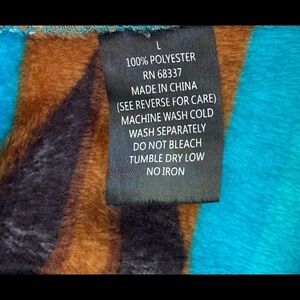 L
100% POLYESTER
RN 68337
MADE IN CHINA
(SEE REVERSE FOR CARE)
MACHINE WASH COLD
WASH SEPARATELY
DO NOT BLEACH
TUMBLE DRY LOW
NO IRON